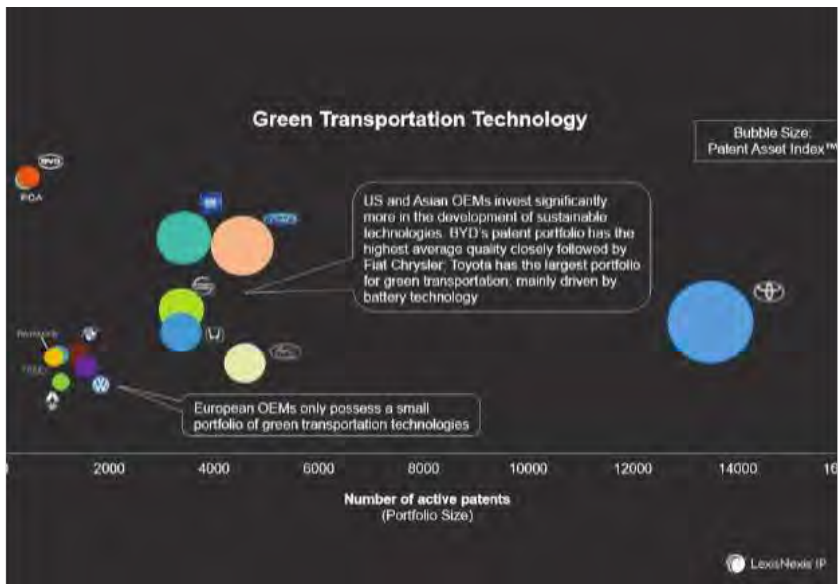 Green Transportation Technology
Bubble Size:
Patent Asset Index™
BYD
FCA
GM
US and Asian OEMs invest significantly
more in the development of sustainable
technologies. BYD's patent portfolio has the
highest average quality closely followed by
Fiat Chrysler; Toyota has the largest portfolio
for green transportation; mainly driven by
battery technology
European OEMs only possess a small
portfolio of green transportation technologies
2000
4000
6000
8000
10000
12000
14000
16
Number of active patents
(Portfolio Size)
LexisNexis IP